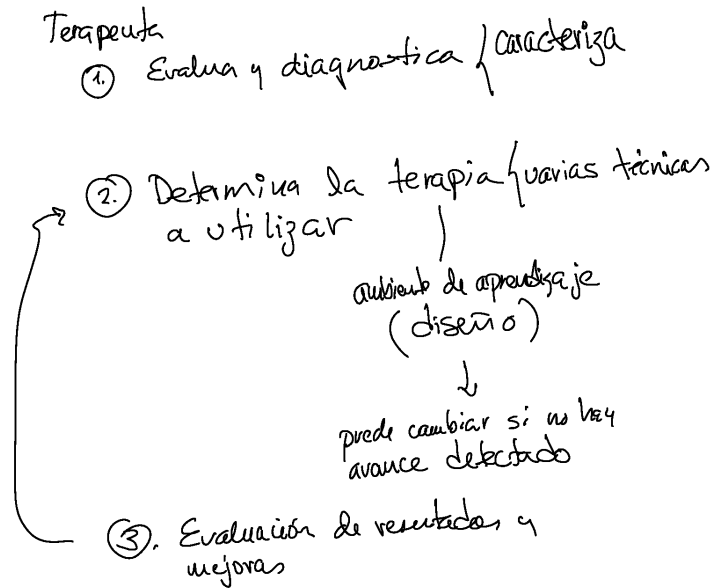 Terapeuta
1. Evalua y diagnostica { caracteriza
2. Determina la terapia { varias técnicas
a utilizar
ambiente de aprendizaje
(diseño)
puede cambiar si no hay
avance detectado
3. Evaluación de resultados y
mejoras